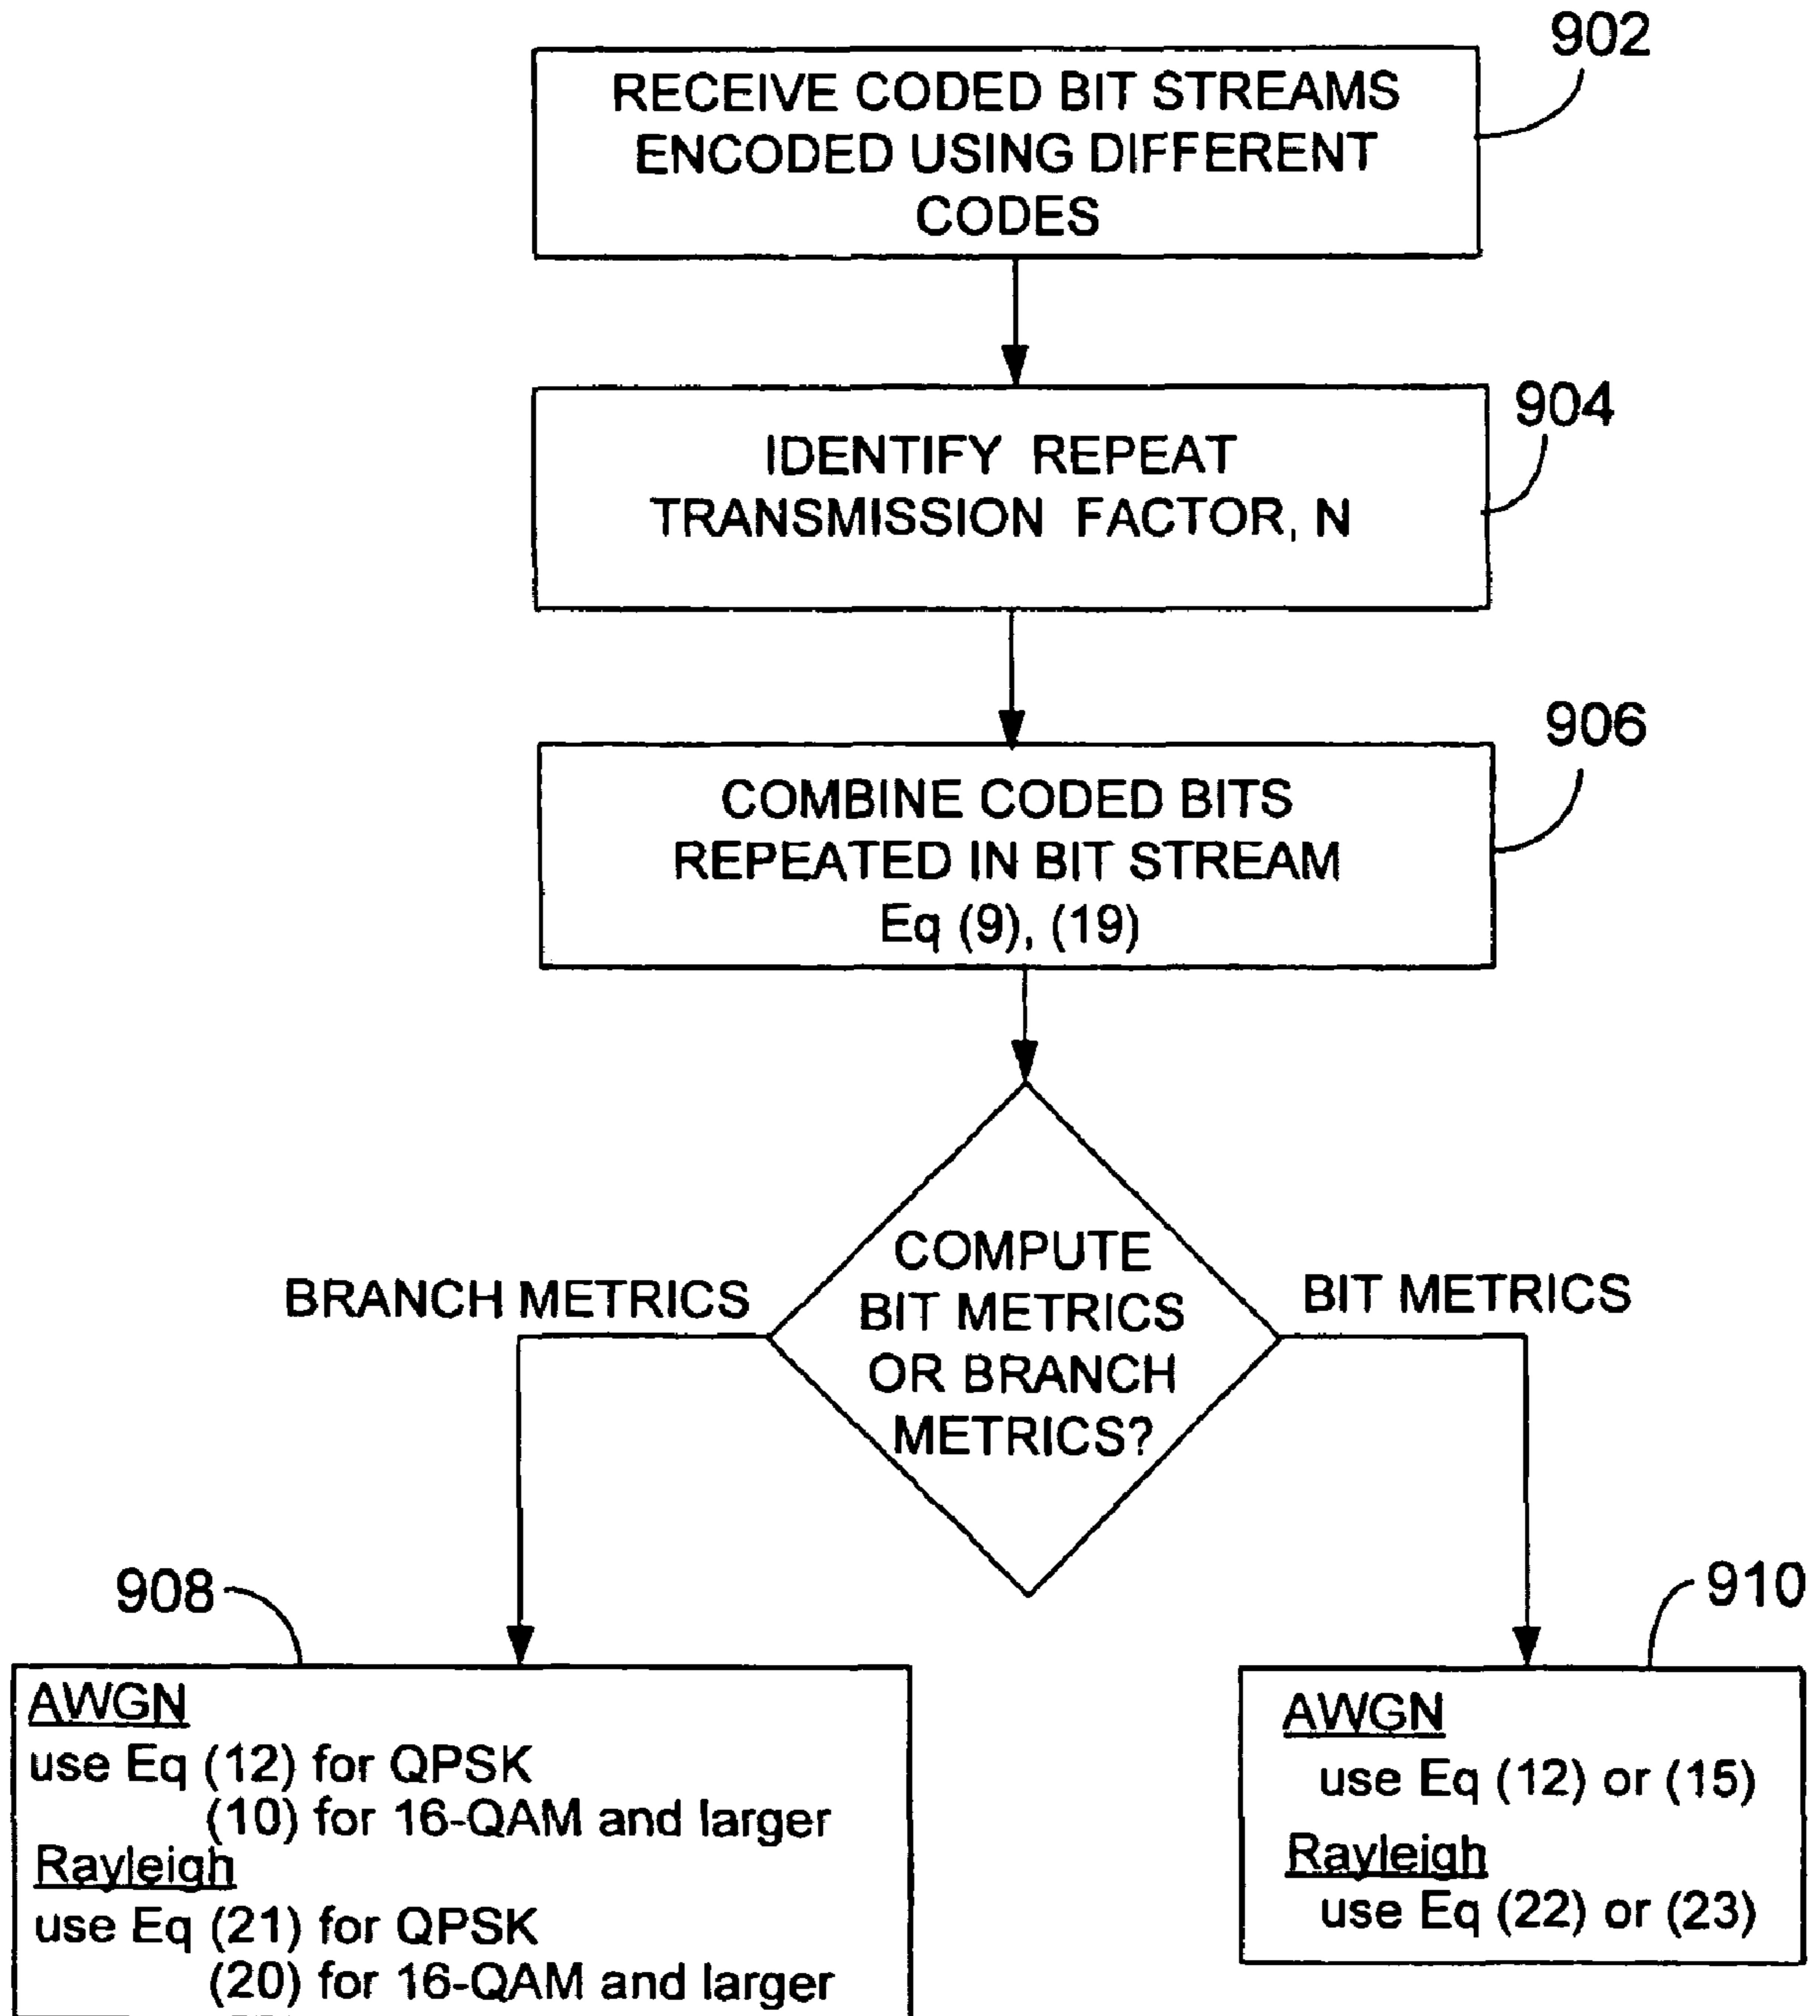 902
RECEIVE CODED BIT STREAMS
ENCODED USING DIFFERENT
CODES
904
IDENTIFY REPEAT
TRANSMISSION FACTOR, N
906
COMBINE CODED BITS
REPEATED IN BIT STREAM
Eq (9), (19)
COMPUTE
BIT METRICS
OR BRANCH
METRICS?
BRANCH METRICS
BIT METRICS
908
AWGN
use Eq (12) for QPSK
(10) for 16-QAM and larger
Rayleigh
use Eq (21) for QPSK
(20) for 16-QAM and larger
910
AWGN
use Eq (12) or (15)
Rayleigh
use Eq (22) or (23)